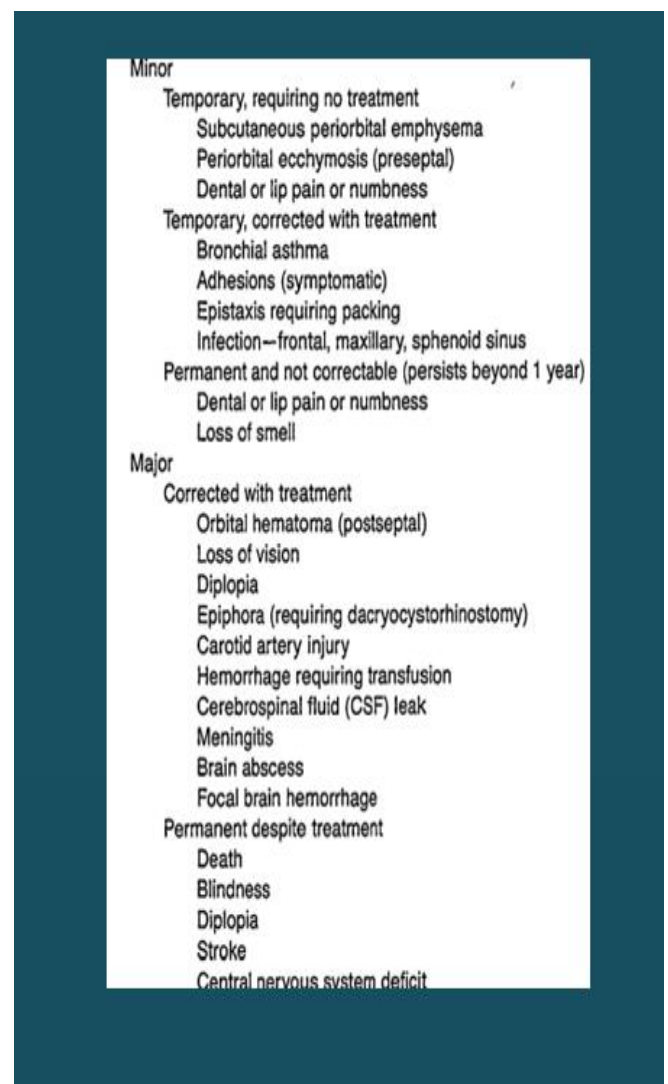 Minor
Temporary, requiring no treatment
Subcutaneous periorbital emphysema
Periorbital ecchymosis (preseptal)
Dental or lip pain or numbness
Temporary, corrected with treatment
Bronchial asthma
Adhesions (symptomatic)
Epistaxis requiring packing
Infection—frontal, maxillary, sphenoid sinus
Permanent and not correctable (persists beyond 1 year)
Dental or lip pain or numbness
Loss of smell
Major
Corrected with treatment
Orbital hematoma (postseptal)
Loss of vision
Diplopia
Epiphora (requiring dacryocystorhinostomy)
Carotid artery injury
Hemorrhage requiring transfusion
Cerebrospinal fluid (CSF) leak
Meningitis
Brain abscess
Focal brain hemorrhage
Permanent despite treatment
Death
Blindness
Diplopia
Stroke
Central nervous system deficit